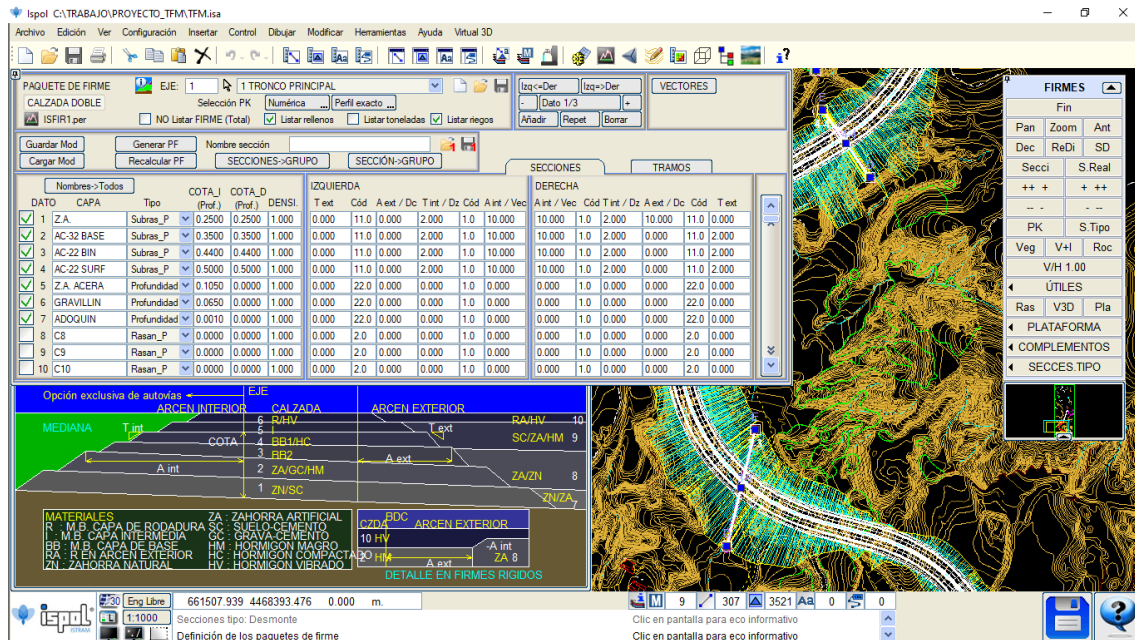 Ispol C:\TRABAJO\PROYECTO_TFM\TFM.isa
Archivo Edición Ver Configuración Insertar Control Dibujar Modificar Herramientas Ayuda Virtual 3D
PAQUETE DE FIRME EJE: 1 1 TRONCO PRINCIPAL
CALZADA DOBLE Selección PK Numérica ... Perfil exacto ...
ISFIR1.per NO Listar FIRME (Total) Listar rellenos Listar toneladas Listar riegos
Izq<=Der Izq=>Der
- Dato 1/3 +
Añadir Repet Borrar
VECTORES
Guardar Mod Generar PF Nombre sección
Cargar Mod Recalcular PF SECCIONES->GRUPO SECCIÓN->GRUPO
SECCIONES TRAMOS
Nombres->Todos COTA_I COTA_D IZQUIERDA DERECHA
DATO CAPA Tipo (Prof.) (Prof.) DENSI. T ext Cód A ext / Dc T int / Dz Cód A int / Vec A int / Vec Cód T int / Dz A ext / Dc Cód T ext
1 Z.A. Subras_P 0.2500 0.2500 1.000 0.000 11.0 0.000 2.000 1.0 10.000 10.000 1.0 2.000 10.000 11.0 0.000
2 AC-32 BASE Subras_P 0.3500 0.3500 1.000 0.000 11.0 0.000 2.000 1.0 10.000 10.000 1.0 2.000 0.000 11.0 2.000
3 AC-22 BIN Subras_P 0.4400 0.4400 1.000 0.000 11.0 0.000 2.000 1.0 10.000 10.000 1.0 2.000 0.000 11.0 2.000
4 AC-22 SURF Subras_P 0.5000 0.5000 1.000 0.000 11.0 0.000 2.000 1.0 10.000 10.000 1.0 2.000 0.000 11.0 2.000
5 Z.A. ACERA Profundidad 0.1050 0.0000 1.000 0.000 22.0 0.000 0.000 1.0 0.000 0.000 1.0 0.000 0.000 22.0 0.000
6 GRAVILLIN Profundidad 0.0650 0.0000 1.000 0.000 22.0 0.000 0.000 1.0 0.000 0.000 1.0 0.000 0.000 22.0 0.000
7 ADOQUIN Profundidad 0.0010 0.0000 1.000 0.000 22.0 0.000 0.000 1.0 0.000 0.000 1.0 0.000 0.000 22.0 0.000
8 C8 Rasan_P 0.0000 0.0000 1.000 0.000 2.0 0.000 0.000 1.0 0.000 0.000 1.0 0.000 0.000 2.0 0.000
9 C9 Rasan_P 0.0000 0.0000 1.000 0.000 2.0 0.000 0.000 1.0 0.000 0.000 1.0 0.000 0.000 2.0 0.000
10 C10 Rasan_P 0.0000 0.0000 1.000 0.000 2.0 0.000 0.000 1.0 0.000 0.000 1.0 0.000 0.000 2.0 0.000
FIRMES
Fin
Pan Zoom Ant
Dec ReDi SD
Secci S.Real
++ + + ++
-- - - --
PK S.Tipo
Veg V+I Roc
V/H 1.00
ÚTILES
Ras V3D Pla
PLATAFORMA
COMPLEMENTOS
SECCES.TIPO
Opción exclusiva de autovías EJE
ARCEN INTERIOR CALZADA ARCEN EXTERIOR
6 R/HV RA/HV 10
MEDIANA T int 5 I T ext
COTA 4 BB1/HC SC/ZA/HM 9
3 BB2
A int A ext
2 ZA/GC/HM ZA/ZN 8
1 ZN/SC ZN/ZA 7
MATERIALES
R : M.B. CAPA DE RODADURA
I : M.B. CAPA INTERMEDIA
BB : M.B. CAPA DE BASE
RA : R EN ARCEN EXTERIOR
ZN : ZAHORRA NATURAL
ZA : ZAHORRA ARTIFICIAL
SC : SUELO-CEMENTO
GC : GRAVA-CEMENTO
HM : HORMIGON MAGRO
HC : HORMIGON COMPACTADO
HV : HORMIGON VIBRADO
CZDA BDC ARCEN EXTERIOR
10 HV A int
2 HM A ext ZA 8
DETALLE EN FIRMES RIGIDOS
ispol
ISTRAM
30 Eng Libre 661507.939 4468393.476 0.000 m.
1:1000 Secciones tipo: Desmonte
Definición de los paquetes de firme
M 9 307 3521 Aa 0 0
Clic en pantalla para eco informativo
Clic en pantalla para eco informativo